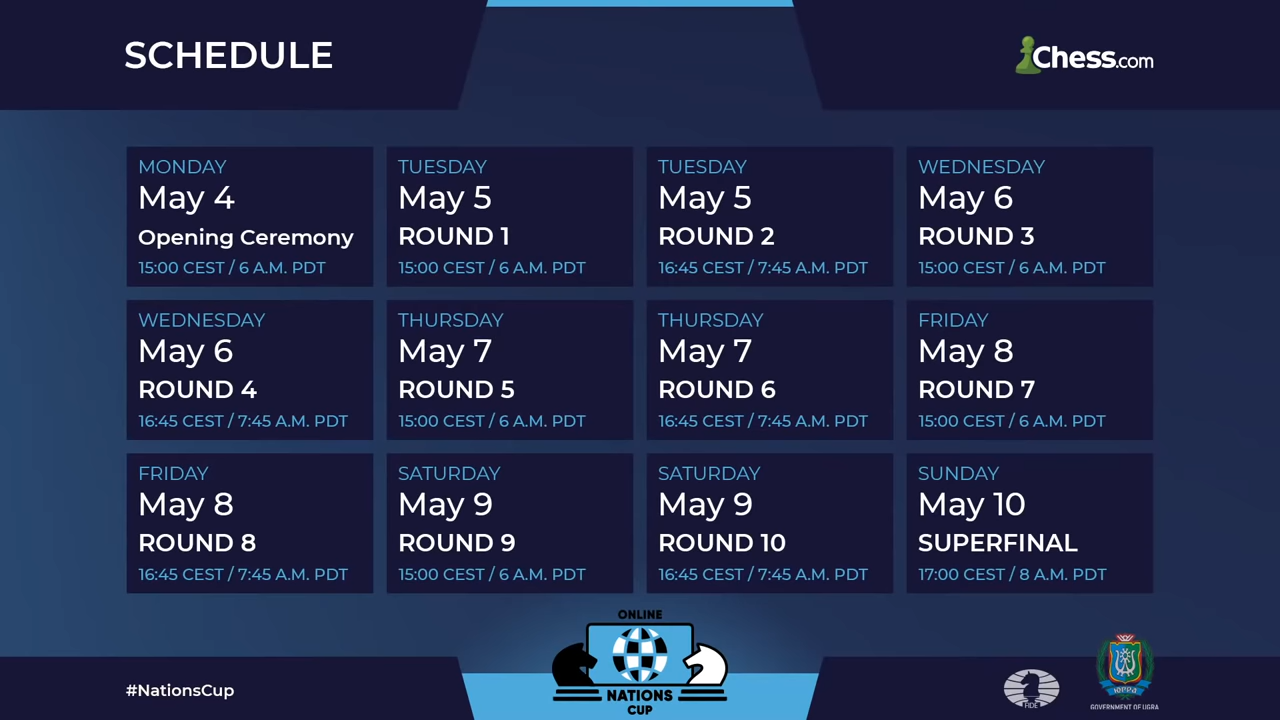 SCHEDULE
Chess.com
MONDAY
May 4
Opening Ceremony
15:00 CEST / 6 A.M. PDT
TUESDAY
May 5
ROUND 1
15:00 CEST / 6 A.M. PDT
TUESDAY
May 5
ROUND 2
16:45 CEST / 7:45 A.M. PDT
WEDNESDAY
May 6
ROUND 3
15:00 CEST / 6 A.M. PDT
WEDNESDAY
May 6
ROUND 4
16:45 CEST / 7:45 A.M. PDT
THURSDAY
May 7
ROUND 5
15:00 CEST / 6 A.M. PDT
THURSDAY
May 7
ROUND 6
16:45 CEST / 7:45 A.M. PDT
FRIDAY
May 8
ROUND 7
15:00 CEST / 6 A.M. PDT
FRIDAY
May 8
ROUND 8
16:45 CEST / 7:45 A.M. PDT
SATURDAY
May 9
ROUND 9
15:00 CEST / 6 A.M. PDT
SATURDAY
May 9
ROUND 10
16:45 CEST / 7:45 A.M. PDT
SUNDAY
May 10
SUPERFINAL
17:00 CEST / 8 A.M. PDT
ONLINE
NATIONS
CUP
#NationsCup
FIDE
ЮГРА
GOVERNMENT OF UGRA